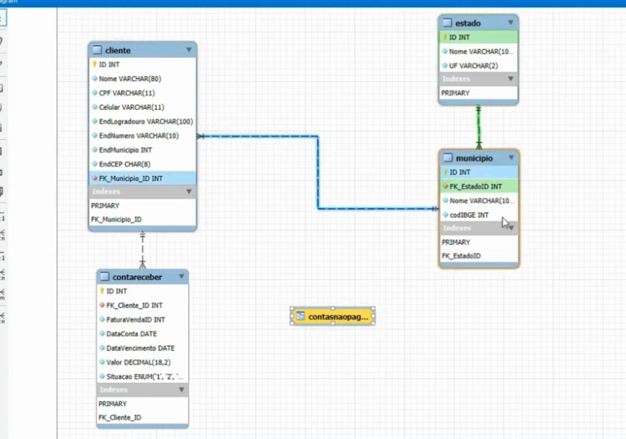 cliente
ID INT
Nome VARCHAR(80)
CPF VARCHAR(11)
Celular VARCHAR(11)
EndLogradouro VARCHAR(100)
EndNumero VARCHAR(10)
EndMunicipio INT
EndCEP CHAR(8)
FK_Municipio_ID INT
Indexes
PRIMARY
FK_Municipio_ID
estado
ID INT
Nome VARCHAR(10...
UF VARCHAR(2)
Indexes
PRIMARY
municipio
ID INT
FK_EstadoID INT
Nome VARCHAR(10...
codIBGE INT
Indexes
PRIMARY
FK_EstadoID
contareceber
ID INT
FK_Cliente_ID INT
FaturaVendaID INT
DataConta DATE
DataVencimento DATE
Valor DECIMAL(18,2)
Situacao ENUM('1', '2', '...
Indexes
PRIMARY
FK_Cliente_ID
contasnaopag...